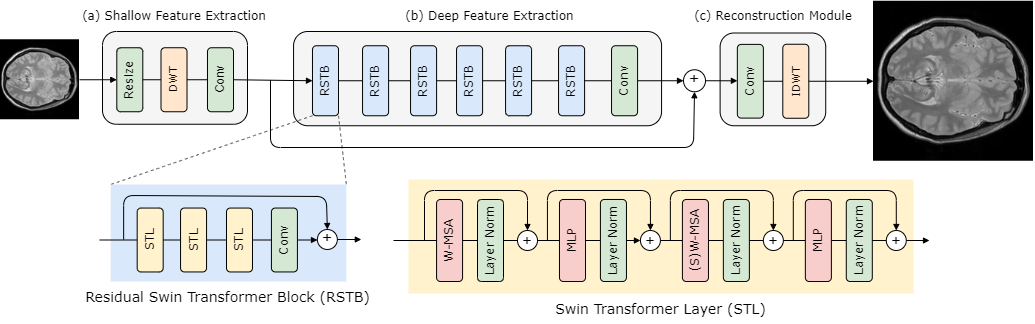 (a) Shallow Feature Extraction
(b) Deep Feature Extraction
(c) Reconstruction Module
Resize
DWT
Conv
RSTB
RSTB
RSTB
RSTB
RSTB
RSTB
Conv
+
Conv
IDWT
STL
STL
STL
Conv
+
Residual Swin Transformer Block (RSTB)
W-MSA
Layer Norm
+
MLP
Layer Norm
+
(S)W-MSA
Layer Norm
+
MLP
Layer Norm
+
Swin Transformer Layer (STL)